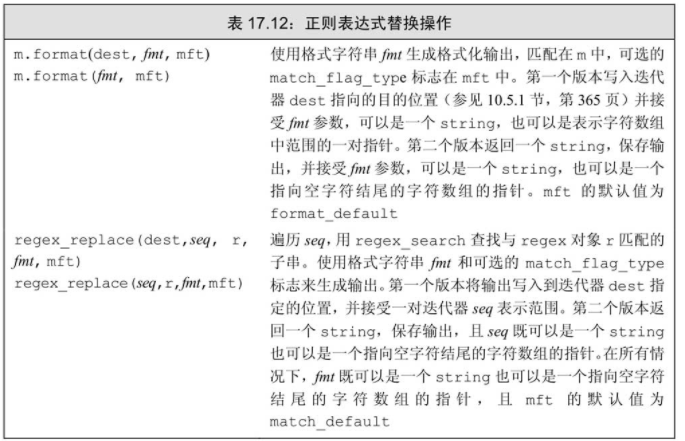 表 17.12：正则表达式替换操作
m.format(dest, fmt, mft)
m.format(fmt, mft)
使用格式字符串 fmt 生成格式化输出，匹配在 m 中，可选的
match_flag_type 标志在 mft 中。第一个版本写入迭代
器 dest 指向的目的位置（参见 10.5.1 节，第 365 页）并接
受 fmt 参数，可以是一个 string，也可以是表示字符数组
中范围的一对指针。第二个版本返回一个 string，保存输
出，并接受 fmt 参数，可以是一个 string，也可以是一个
指向空字符结尾的字符数组的指针。mft 的默认值为
format_default
regex_replace(dest,seq, r,
fmt, mft)
regex_replace(seq,r,fmt,mft)
遍历 seq，用 regex_search 查找与 regex 对象 r 匹配的
子串。使用格式字符串 fmt 和可选的 match_flag_type
标志来生成输出。第一个版本将输出写入到迭代器 dest 指
定的位置，并接受一对迭代器 seq 表示范围。第二个版本返
回一个 string，保存输出，且 seq 既可以是一个 string
也可以是一个指向空字符结尾的字符数组的指针。在所有情
况下，fmt 既可以是一个 string 也可以是一个指向空字符
结尾的字符数组的指针，且 mft 的默认值为
match_default